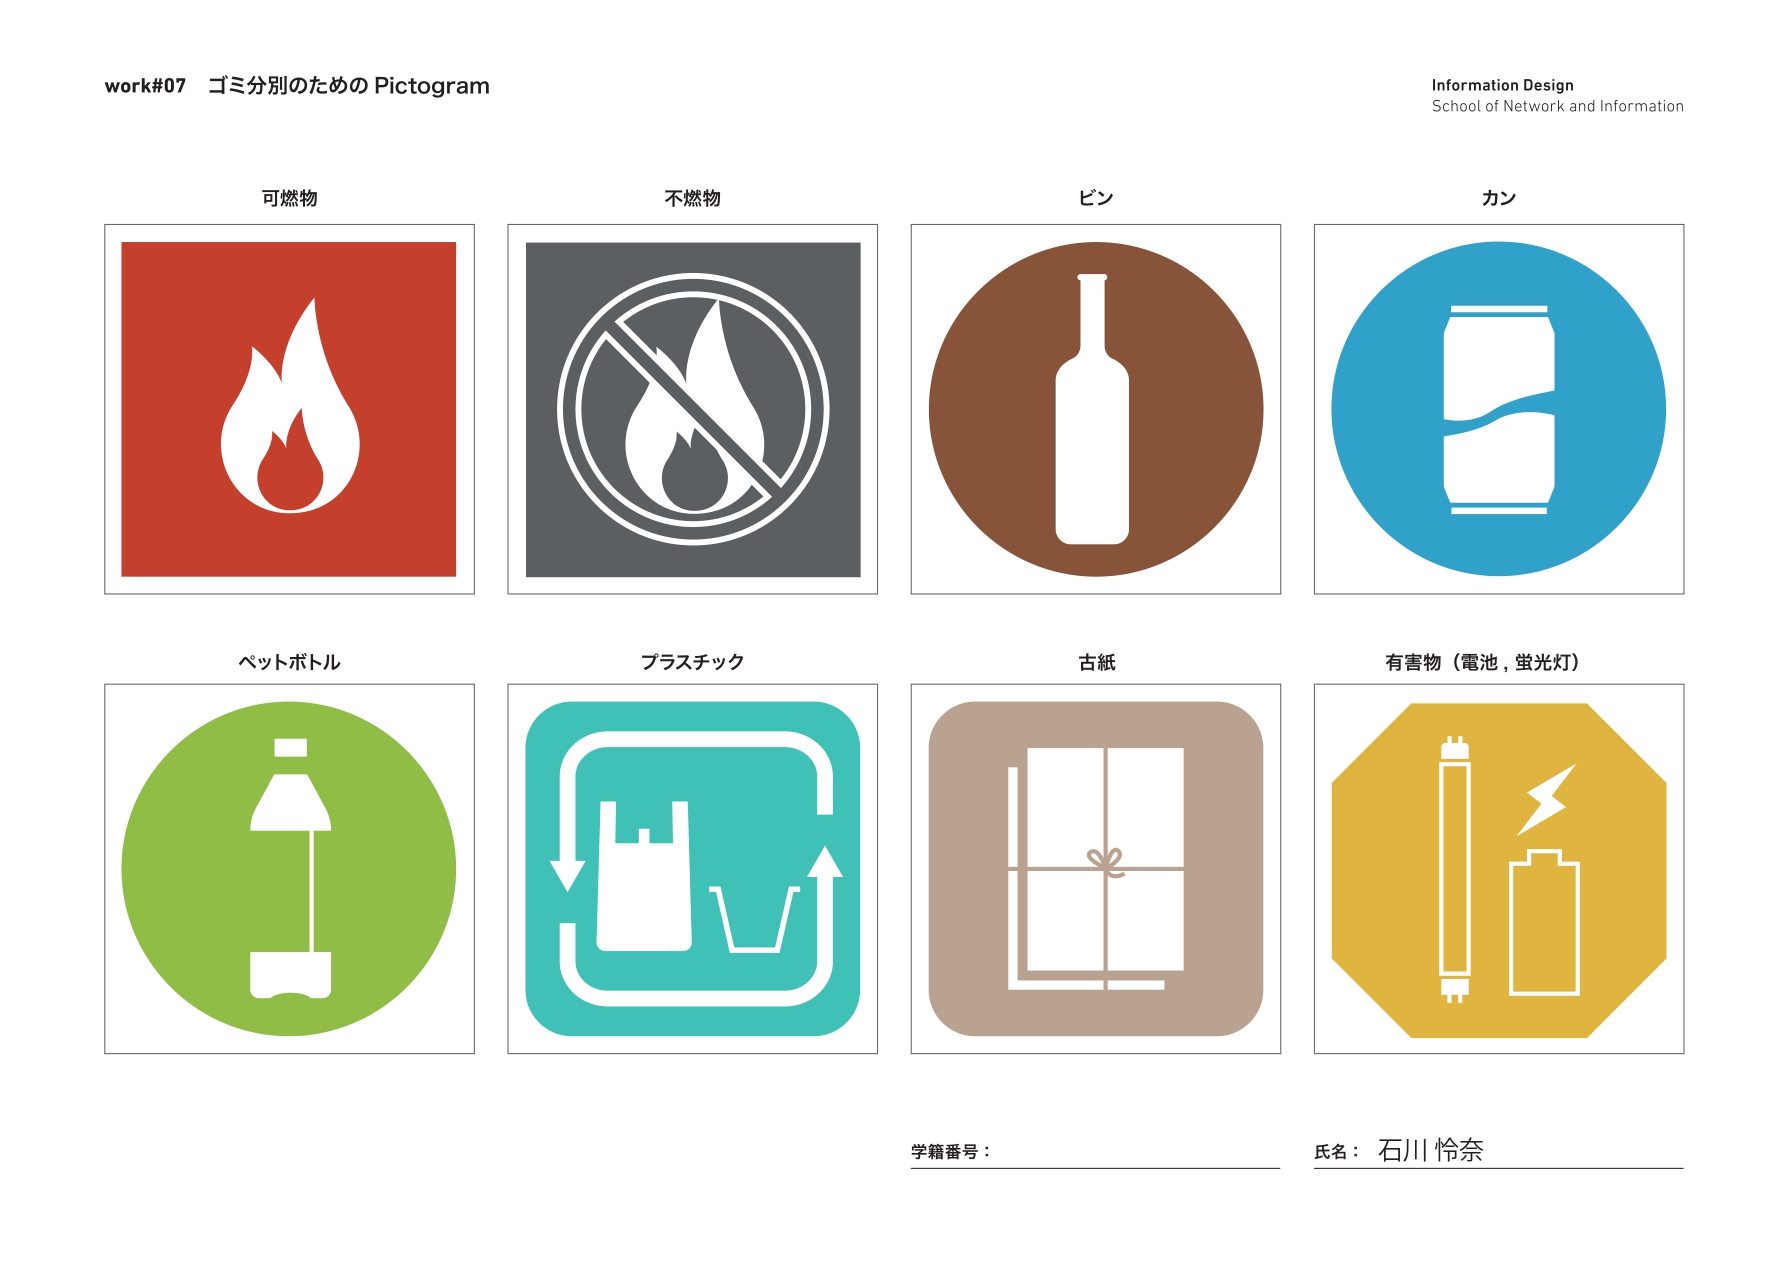 work#07 ゴミ分別のための Pictogram
Information Design
School of Network and Information
可燃物
不燃物
ビン
カン
ペットボトル
プラスチック
古紙
有害物（電池 , 蛍光灯）
学籍番号：
氏名： 石川 怜奈